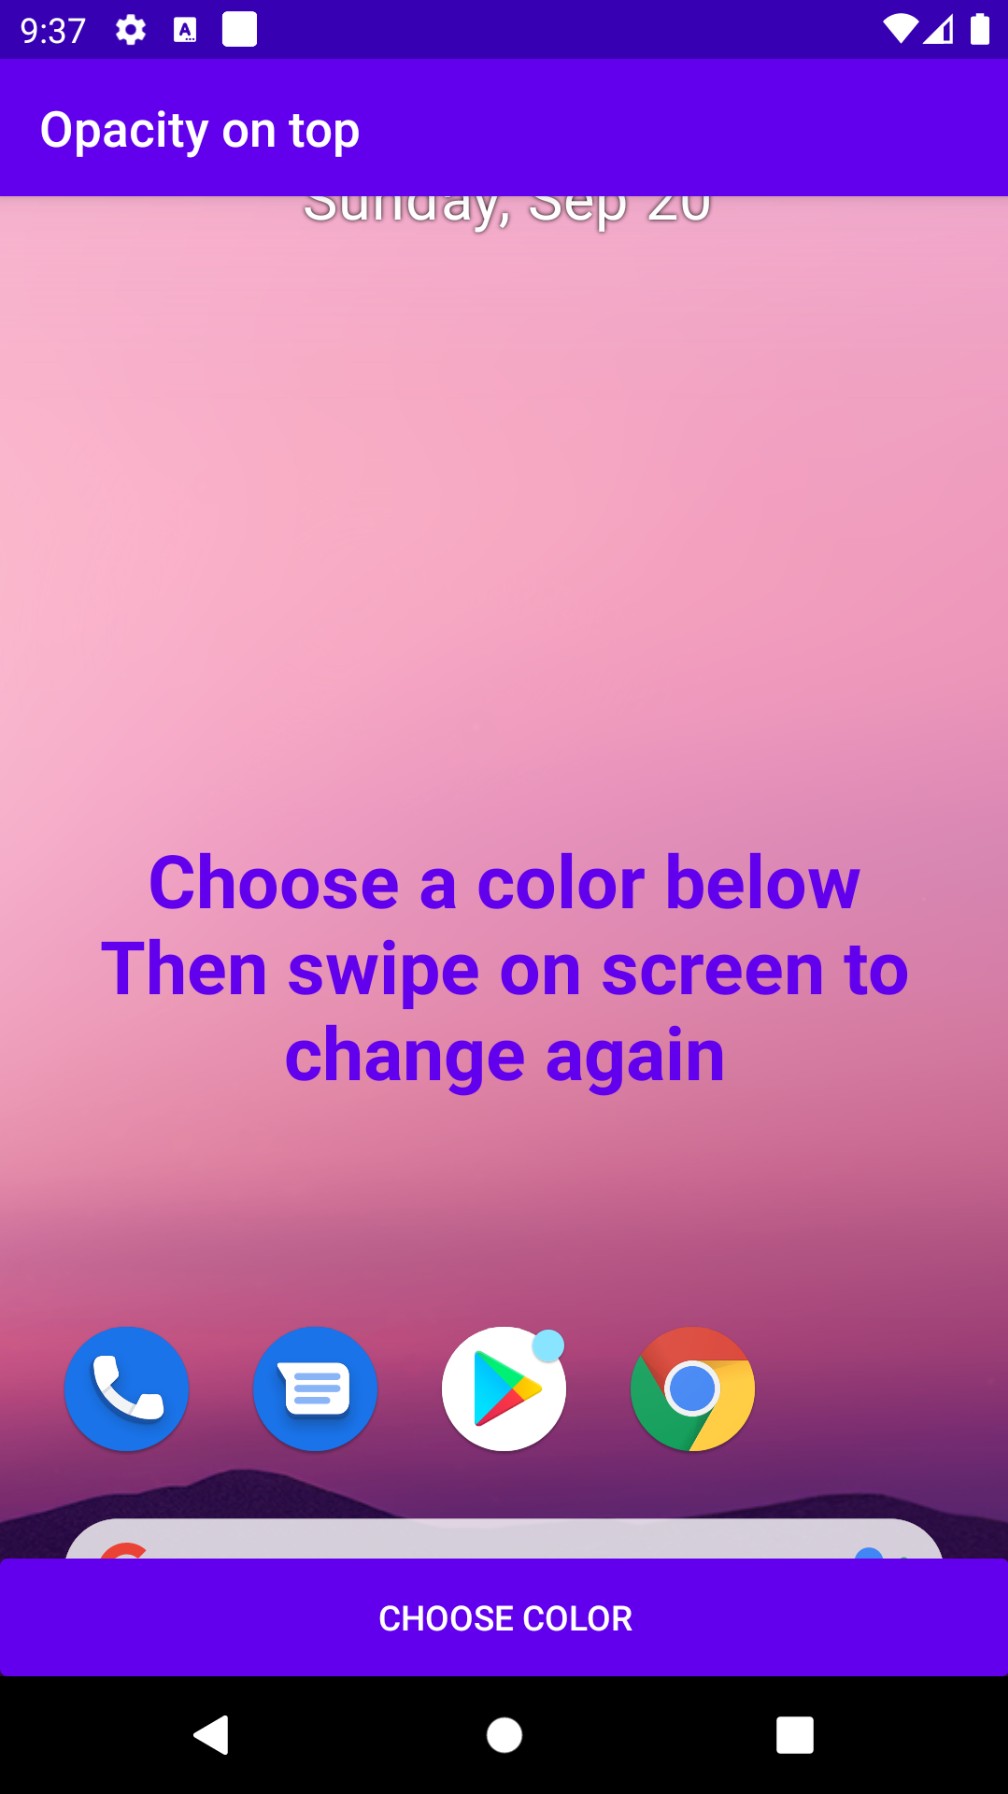 9:37
Opacity on top
Sunday, Sep 20
Choose a color below
Then swipe on screen to
change again
CHOOSE COLOR